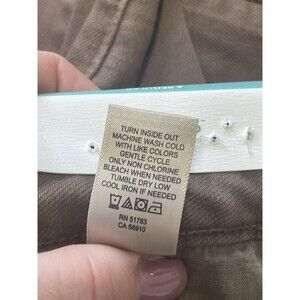 TURN INSIDE OUT
MACHINE WASH COLD
WITH LIKE COLORS
GENTLE CYCLE
ONLY NON CHLORINE
BLEACH WHEN NEEDED
TUMBLE DRY LOW
COOL IRON IF NEEDED
RN 51783
CA 56910